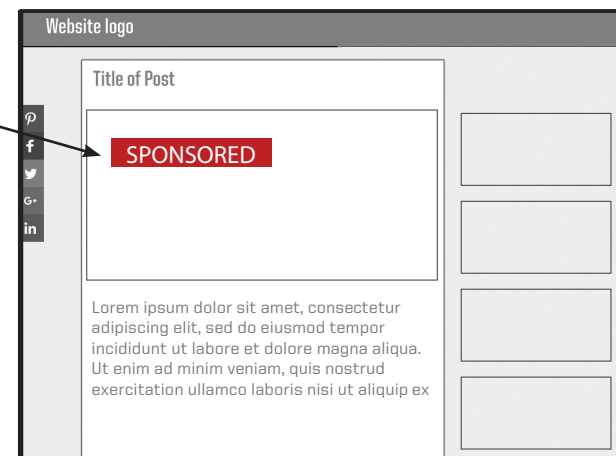 Website logo
Title of Post
SPONSORED
Lorem ipsum dolor sit amet, consectetur
adipiscing elit, sed do eiusmod tempor
incididunt ut labore et dolore magna aliqua.
Ut enim ad minim veniam, quis nostrud
exercitation ullamco laboris nisi ut aliquip ex
G+
in